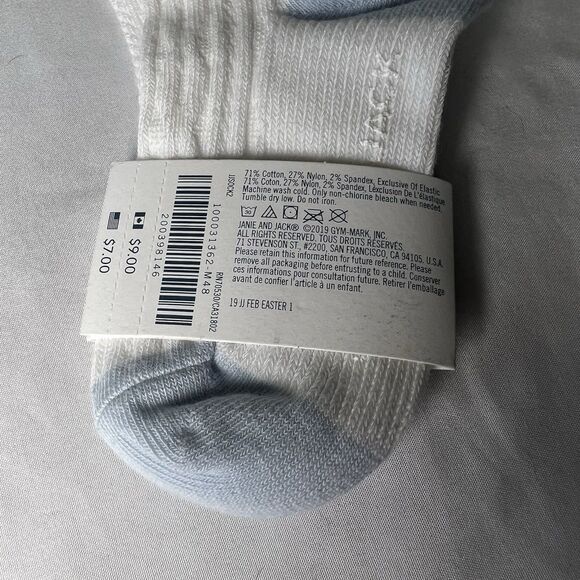 JACK
71% Cotton, 27% Nylon, 2% Spandex, Exclusive Of Elastic
71% Coton, 27% Nylon, 2% Spandex, L'exclusion De L'élastique
Machine wash cold. Only non-chlorine bleach when needed.
Tumble dry low. Do not iron.
30
JANIE AND JACK® ©2019 GYM-MARK, INC.
ALL RIGHTS RESERVED. TOUS DROITS RESERVÉS.
71 STEVENSON ST., #2200, SAN FRANCISCO, CA 94105. U.S.A.
Please retain this information for future reference. Please
remove all packaging before entrusting to a child. Conserver
ces informations pour consultation future. Retirer l'emballage
avant de confier l'article à un enfant.
19 JJ FEB EASTER 1
JJSOCK2
100031362-M48
RN70530/CA31802
200398146
$9.00
$7.00